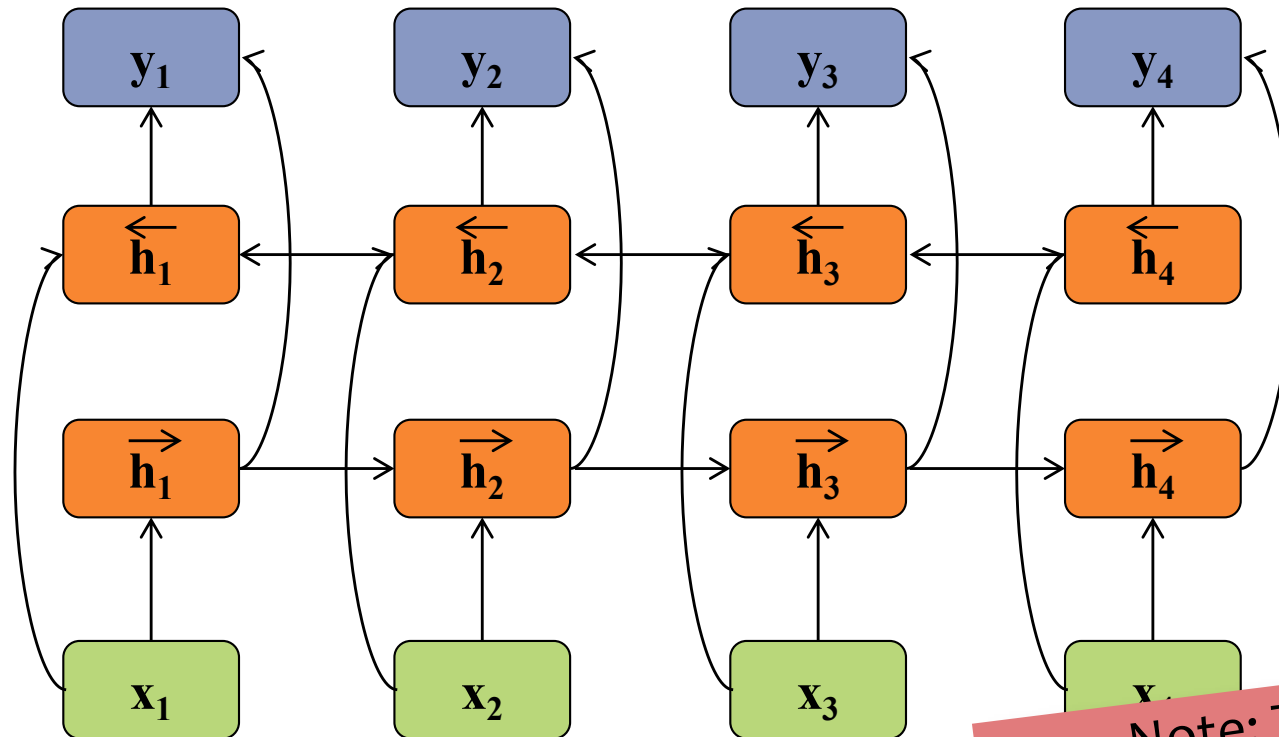 y₁ y₂ y₃ y₄
h₁ h₂ h₃ h₄
h₁ h₂ h₃ h₄
x₁ x₂ x₃
Note: